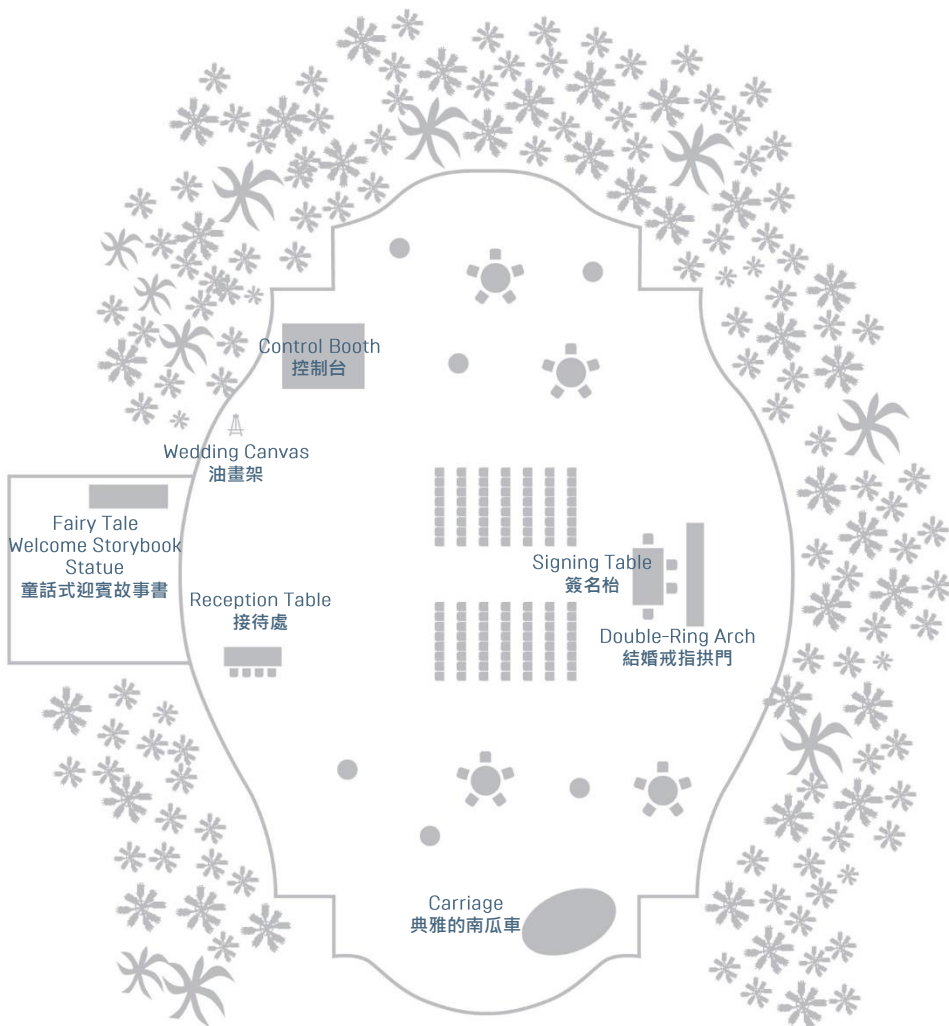 Control Booth
控制台
Wedding Canvas
油畫架
Fairy Tale
Welcome Storybook
Statue
童話式迎賓故事書
Reception Table
接待處
Signing Table
簽名枱
Double-Ring Arch
結婚戒指拱門
Carriage
典雅的南瓜車